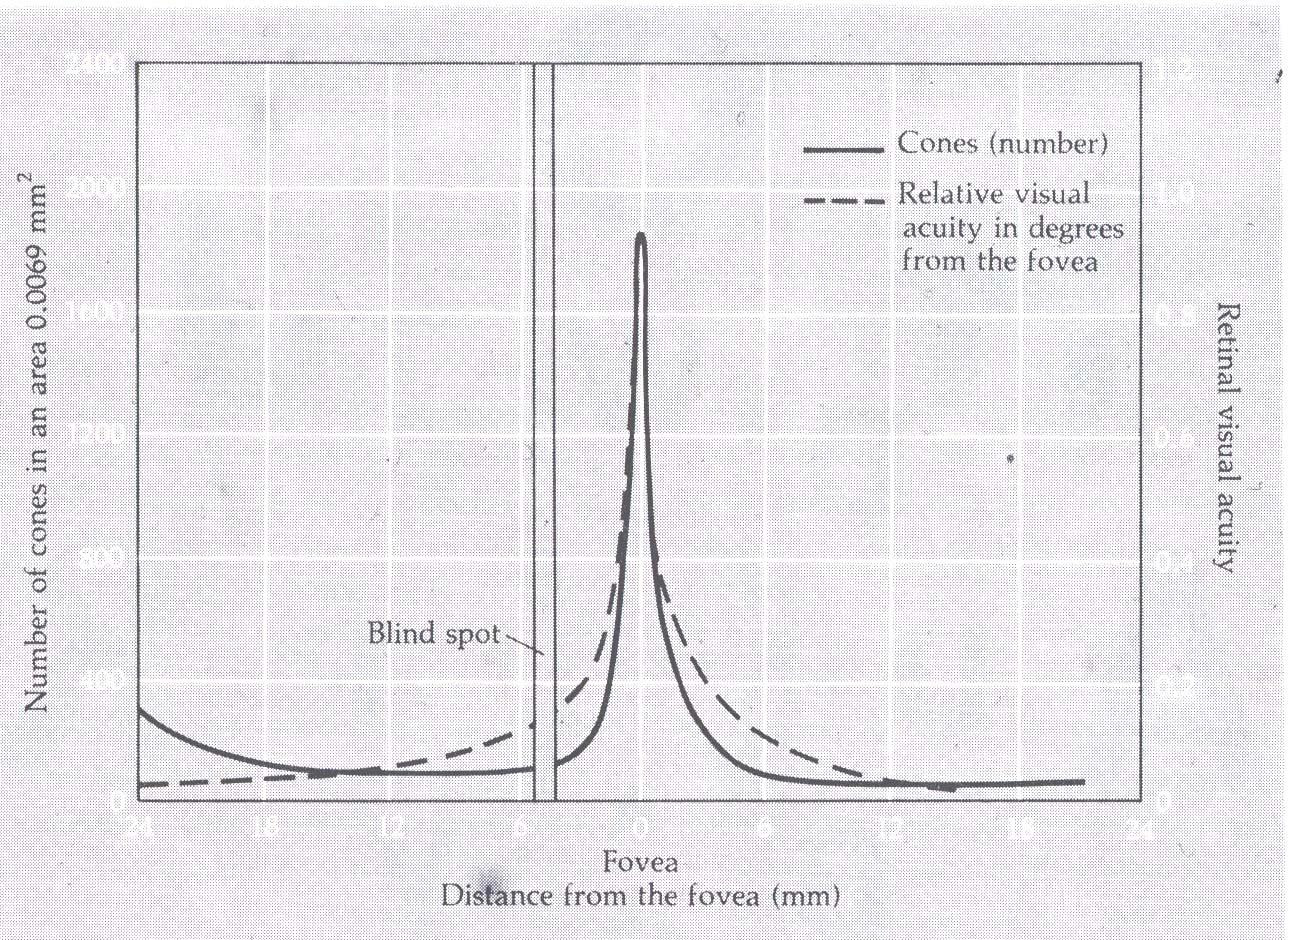 Number of cones in an area 0.0069 mm²
2400
2000
1600
1200
800
400
0
Cones (number)
Relative visual
acuity in degrees
from the fovea
Blind spot
1.2
1.0
0.8
0.6
0.4
0.2
0
Retinal visual acuity
24 18 12 6 0 6 12 18 24
Fovea
Distance from the fovea (mm)